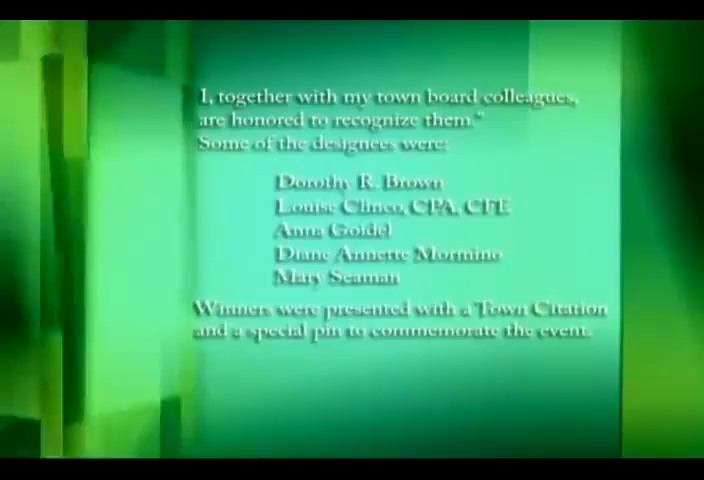 I, together with my town board colleagues,
are honored to recognize them."
Some of the designees were:
Dorothy R. Brown
Louise Clinco, CPA, CFE
Anna Goidel
Diane Annette Mormino
Mary Seaman
Winners were presented with a Town Citation
and a special pin to commemorate the event.